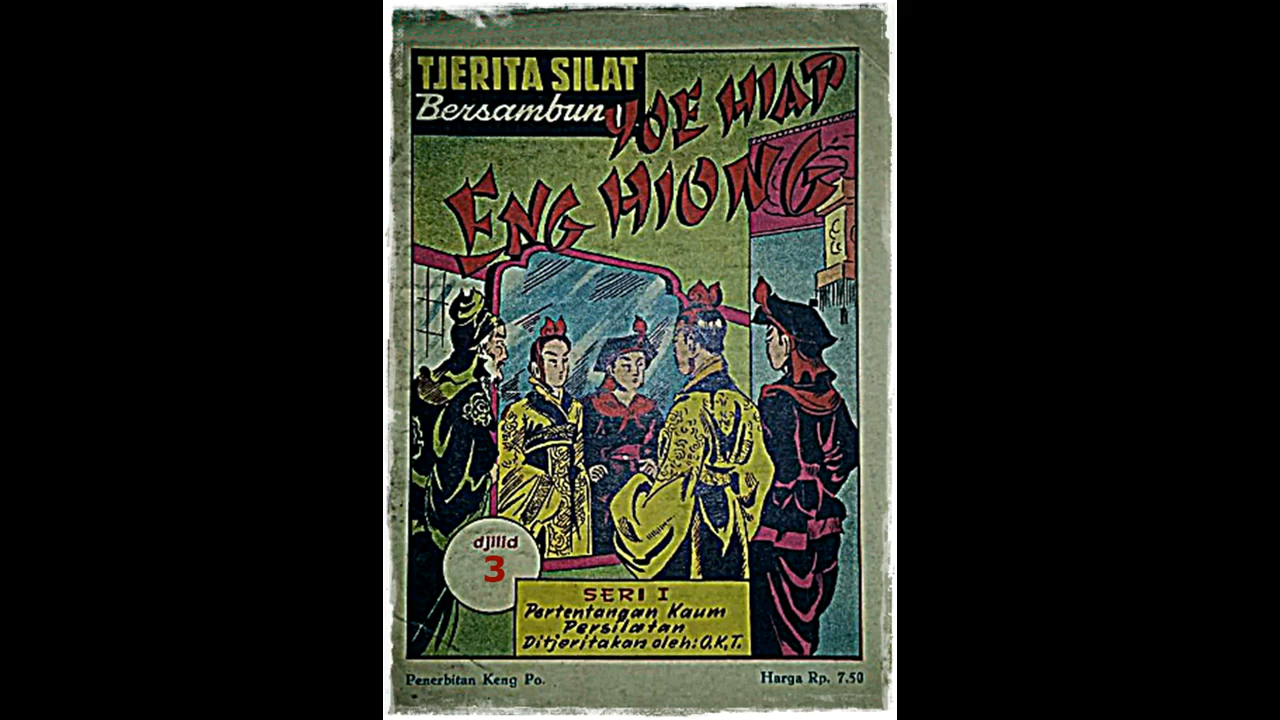 TJERITA SILAT
Bersambun
YOE HIAP
ENG HIONG
djilid
3
SERI I
Pertentangan Kaum
Persilatan
Ditjeritakan oleh: O.K.T.
Penerbitan Keng Po.
Harga Rp. 7.50